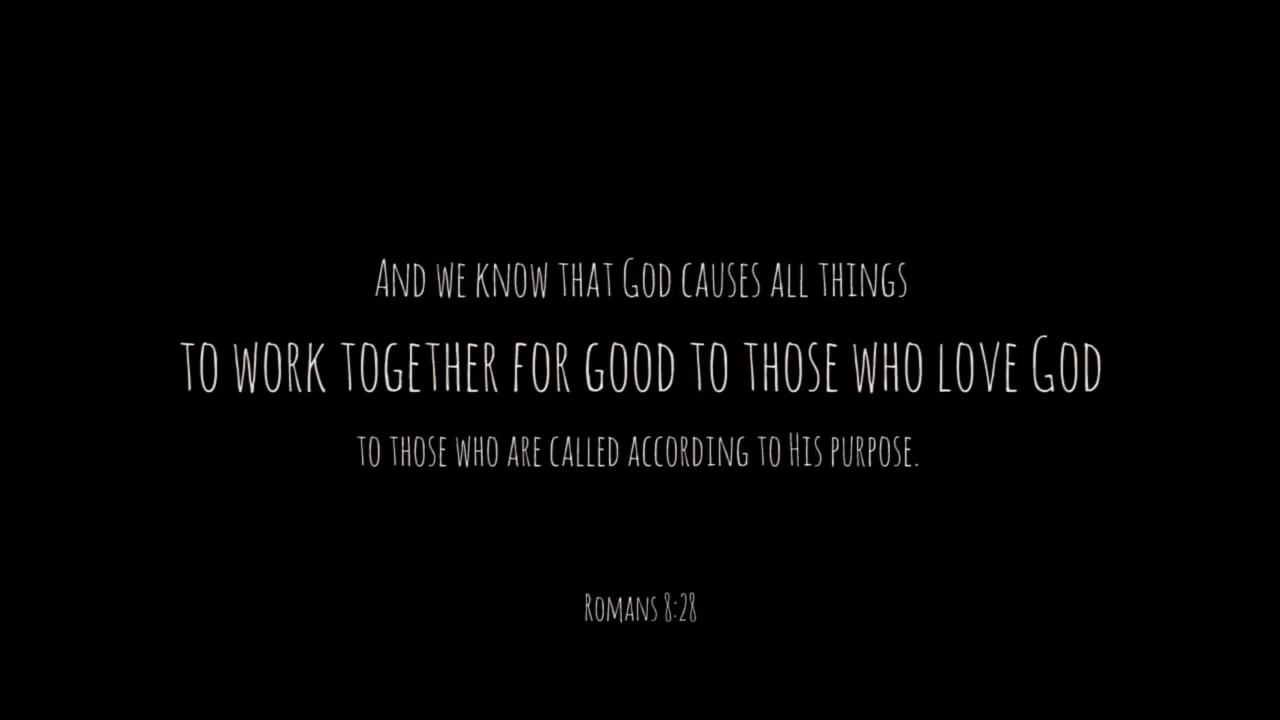 And we know that God causes all things
to work together for good to those who love God
to those who are called according to His purpose.
Romans 8:28